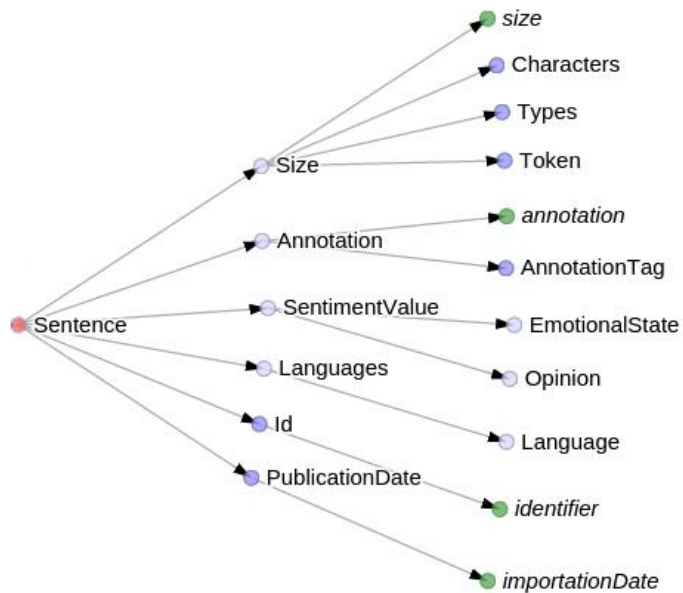 size
Characters
Types
Token
Size
annotation
Annotation
AnnotationTag
SentimentValue
EmotionalState
Sentence
Languages
Opinion
Id
Language
PublicationDate
identifier
importationDate